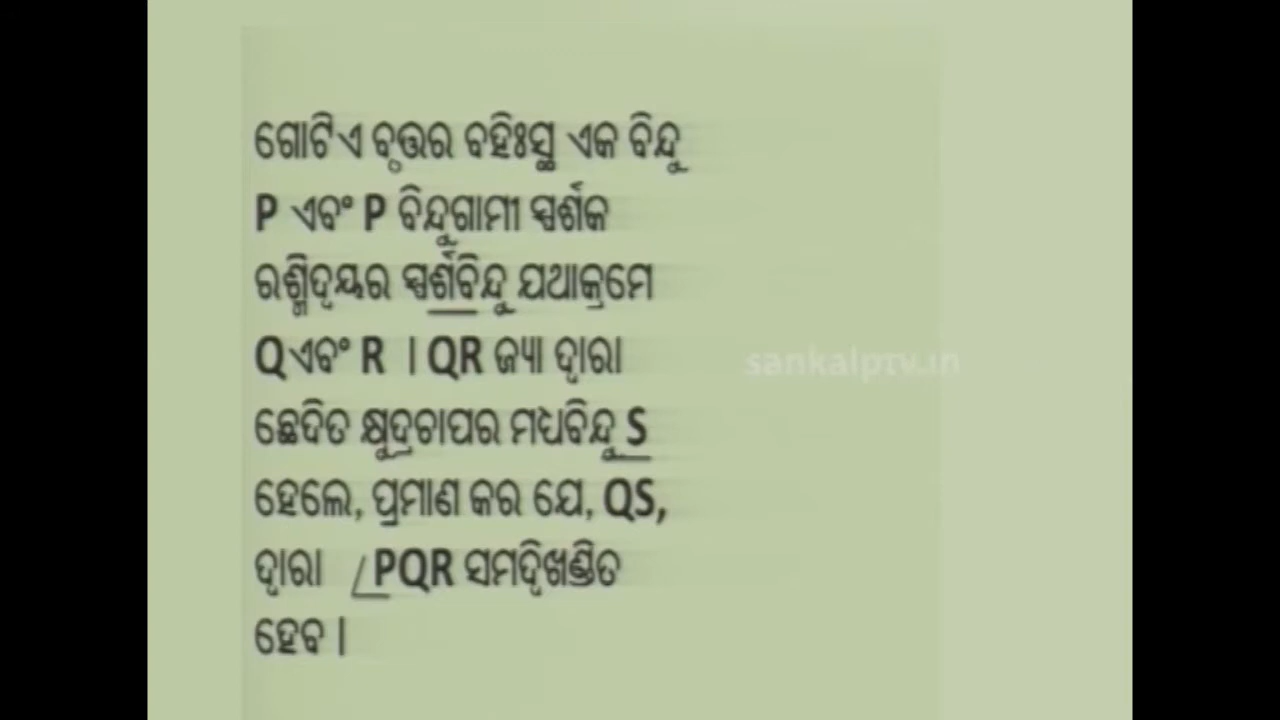 ଗୋଟିଏ ବୃତ୍ତର ବହିଃସ୍ଥ ଏକ ବିନ୍ଦୁ
P ଏବଂ P ବିନ୍ଦୁଗାମୀ ସ୍ପର୍ଶକ
ରଶ୍ମିଦ୍ୱୟର ସ୍ପର୍ଶବିନ୍ଦୁ ଯଥାକ୍ରମେ
Qଏବଂ R । QR ଜ୍ୟା ଦ୍ୱାରା
sankalptv.in
ଛେଦିତ କ୍ଷୁଦ୍ରଚାପର ମଧ୍ୟବିନ୍ଦୁ S
ହେଲେ, ପ୍ରମାଣ କର ଯେ, QS,
ଦ୍ୱାରା ∠PQR ସମଦ୍ୱିଖଣ୍ଡିତ
ହେବ ।